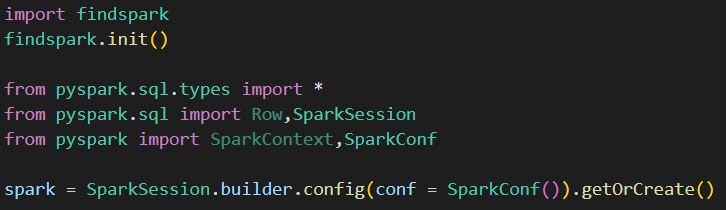 import findspark
findspark.init()
from pyspark.sql.types import *
from pyspark.sql import Row,SparkSession
from pyspark import SparkContext,SparkConf
spark = SparkSession.builder.config(conf = SparkConf()).getOrCreate()